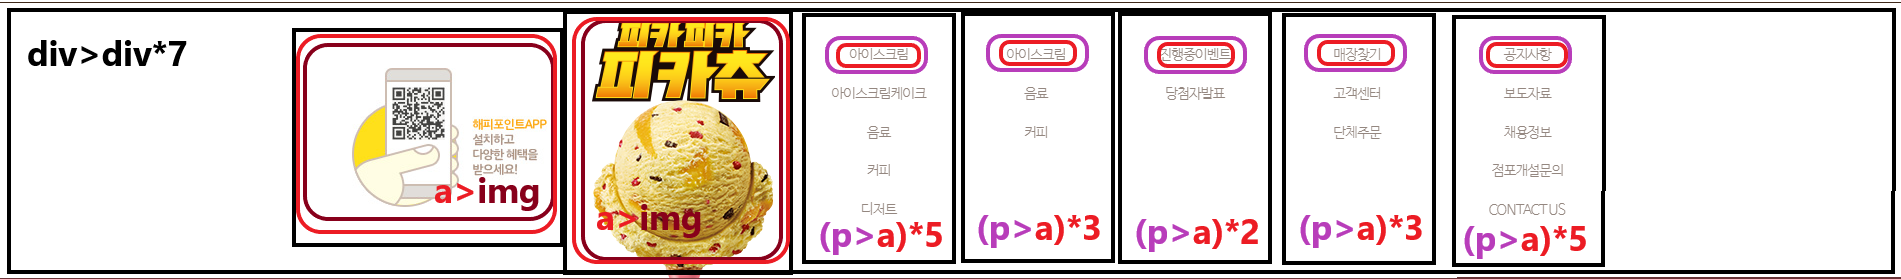 div>div*7
해피포인트APP
설치하고
다양한 혜택을
받으세요!
a>img
피카피카
피카츄
a>img
아이스크림
아이스크림케이크
음료
커피
디저트
(p>a)*5
아이스크림
음료
커피
(p>a)*3
진행중이벤트
당첨자발표
(p>a)*2
매장찾기
고객센터
단체주문
(p>a)*3
공지사항
보도자료
채용정보
점포개설문의
CONTACT US
(p>a)*5